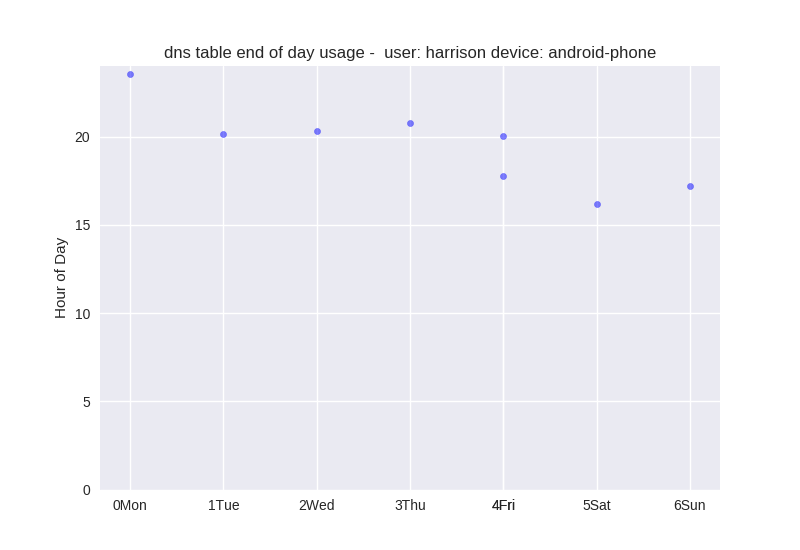 dns table end of day usage -  user: harrison device: android-phone
Hour of Day
20
15
10
5
0
0Mon 1Tue 2Wed 3Thu 4Fri 5Sat 6Sun